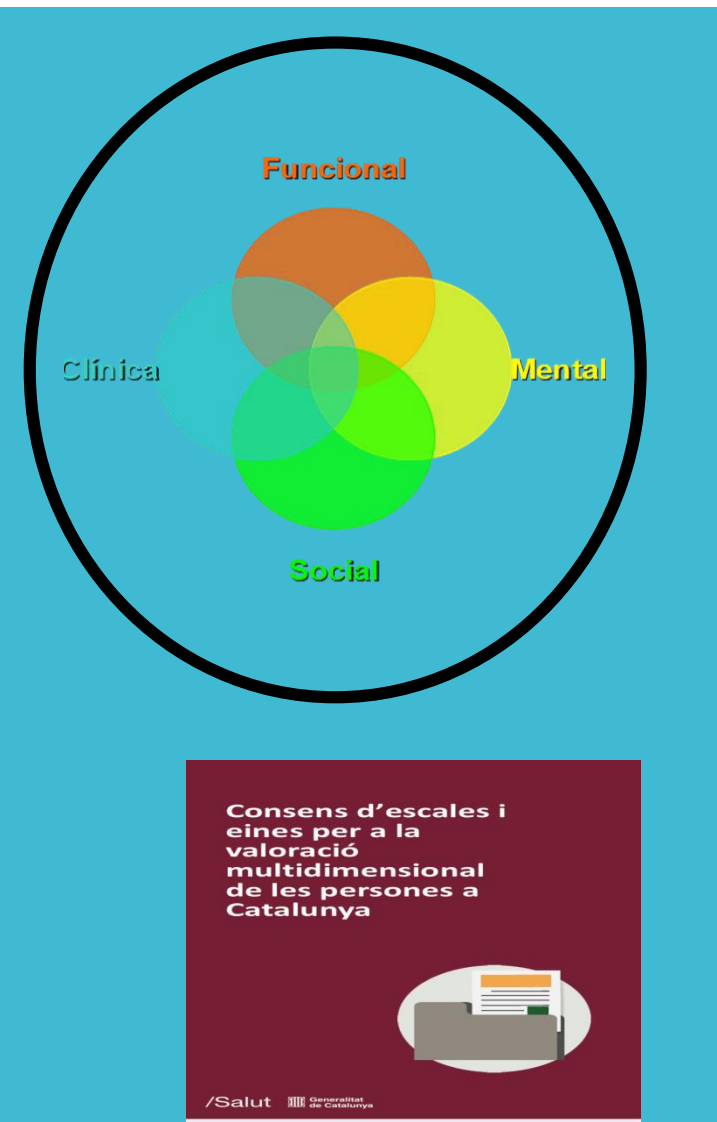 Funcional
Clínica
Mental
Social
Consens d’escales i
eines per a la
valoració
multidimensional
de les persones a
Catalunya
/Salut
Generalitat
de Catalunya